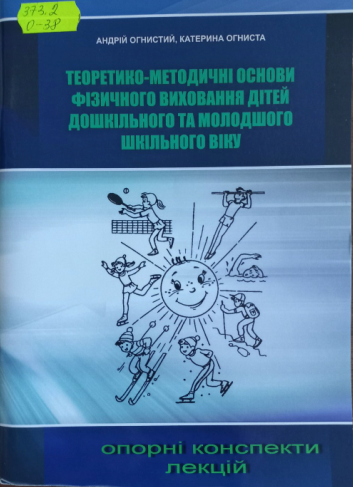 373.2
О-38
АНДРІЙ ОГНИСТИЙ, КАТЕРИНА ОГНИСТА
ТЕОРЕТИКО-МЕТОДИЧНІ ОСНОВИ
ФІЗИЧНОГО ВИХОВАННЯ ДІТЕЙ
ДОШКІЛЬНОГО ТА МОЛОДШОГО
ШКІЛЬНОГО ВІКУ
опорні конспекти
лекцій